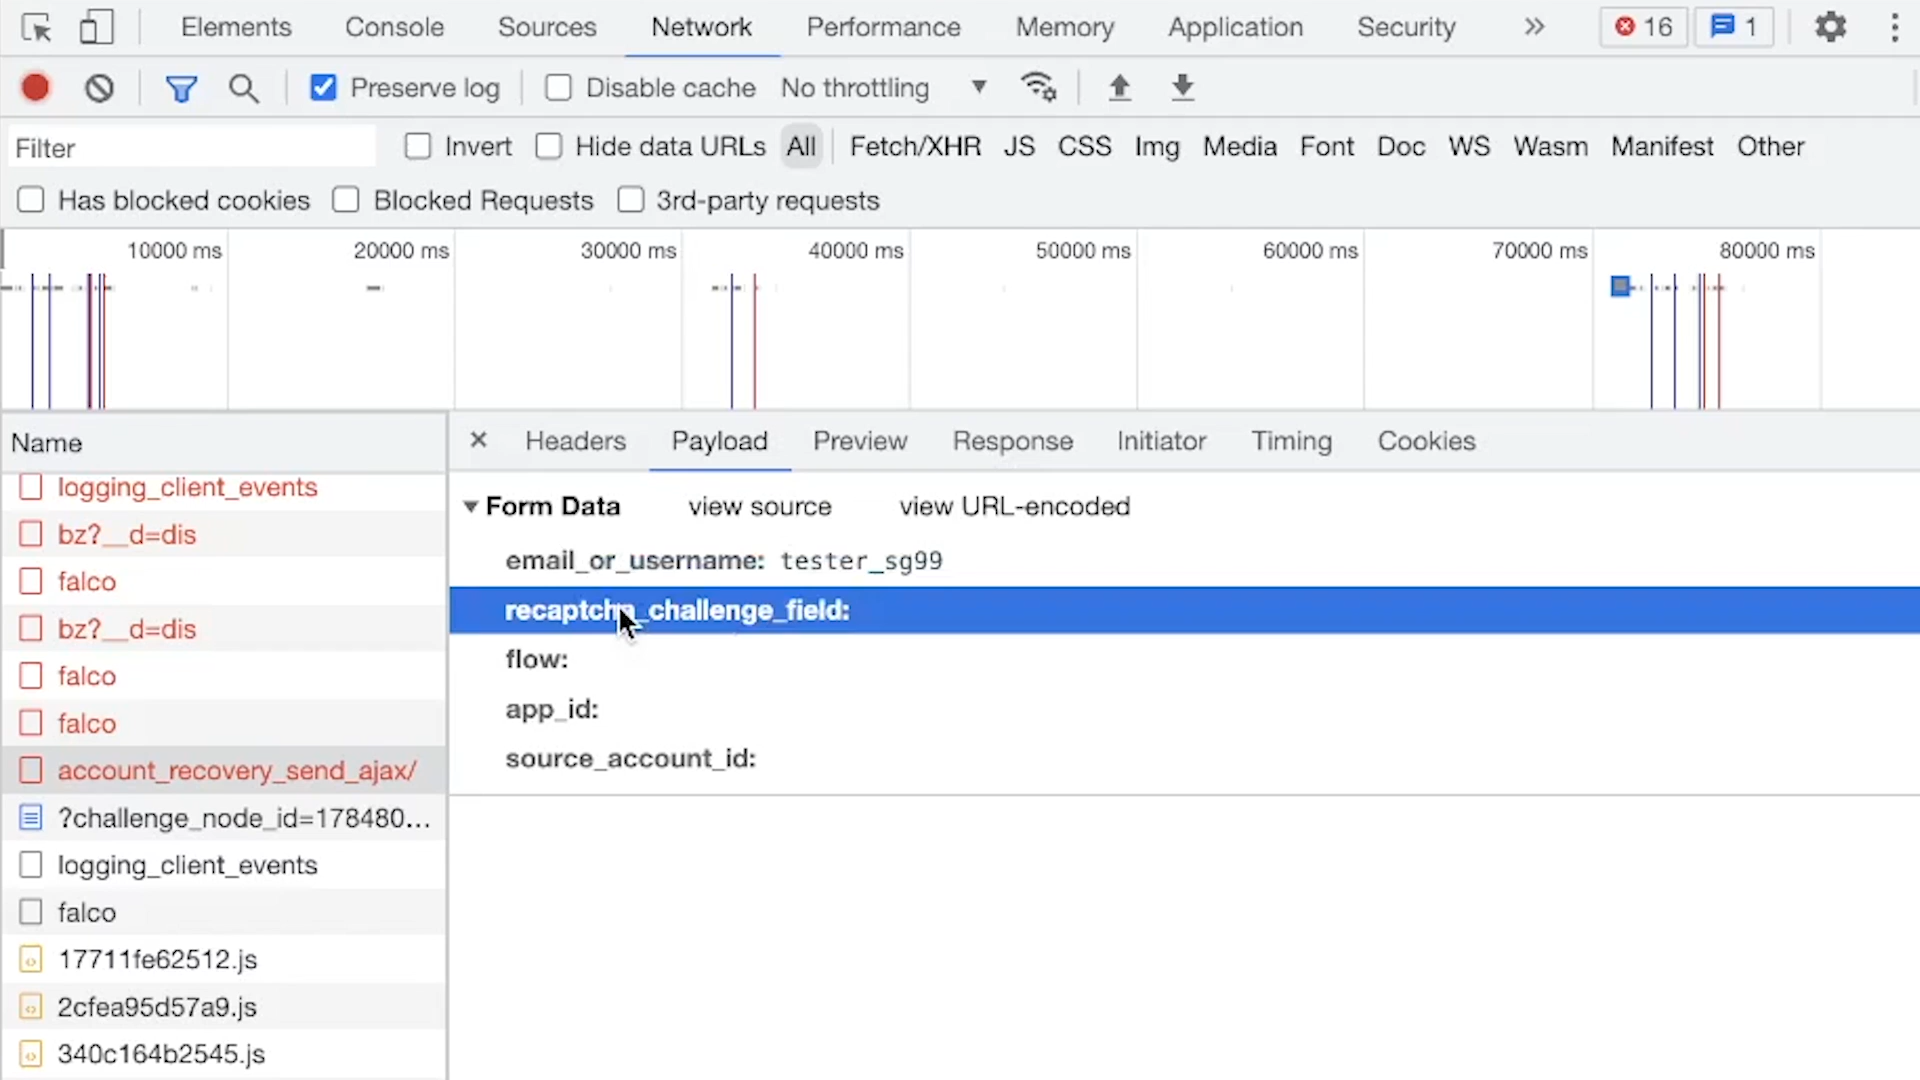 Elements Console Sources Network Performance Memory Application Security 16 1
Preserve log Disable cache No throttling
Filter Invert Hide data URLs All Fetch/XHR JS CSS Img Media Font Doc WS Wasm Manifest Other
Has blocked cookies Blocked Requests 3rd-party requests
10000 ms 20000 ms 30000 ms 40000 ms 50000 ms 60000 ms 70000 ms 80000 ms
Name
logging_client_events
bz?__d=dis
falco
bz?__d=dis
falco
falco
account_recovery_send_ajax/
?challenge_node_id=178480...
logging_client_events
falco
17711fe62512.js
2cfea95d57a9.js
340c164b2545.js
Headers Payload Preview Response Initiator Timing Cookies
Form Data view source view URL-encoded
email_or_username: tester_sg99
recaptcha_challenge_field:
flow:
app_id:
source_account_id: